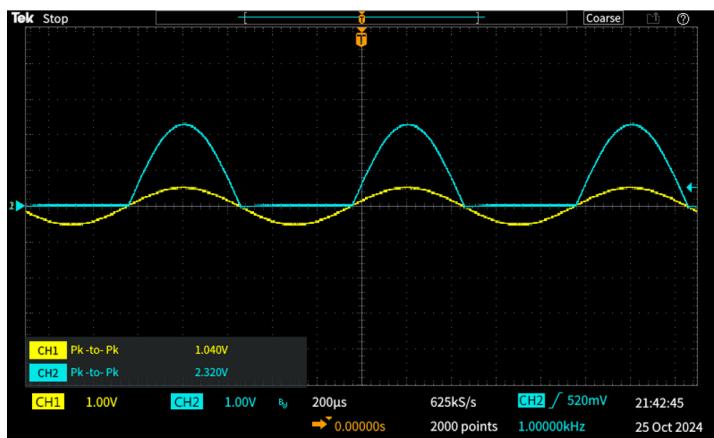 Tek Stop Coarse ?
T
T
2
CH1 Pk -to- Pk 1.040V
CH2 Pk -to- Pk 2.320V
CH1 1.00V CH2 1.00V BW 200µs 625kS/s CH2 520mV 21:42:45
0.00000s 2000 points 1.00000kHz 25 Oct 2024